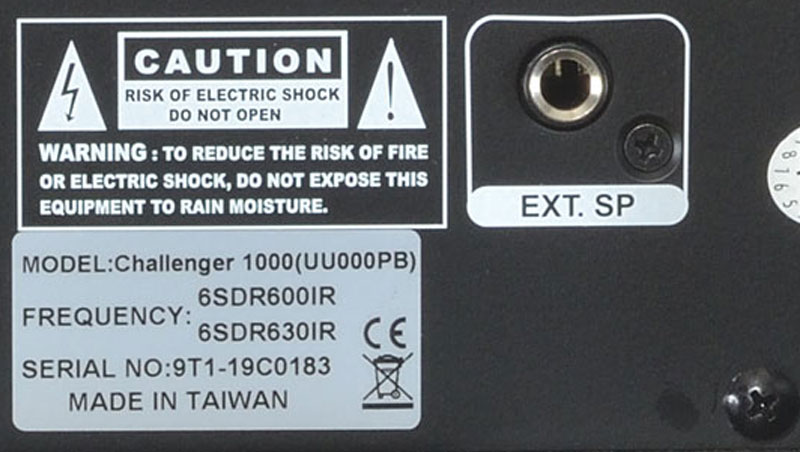 CAUTION
RISK OF ELECTRIC SHOCK
DO NOT OPEN
WARNING : TO REDUCE THE RISK OF FIRE
OR ELECTRIC SHOCK, DO NOT EXPOSE THIS
EQUIPMENT TO RAIN MOISTURE.
EXT. SP
MODEL:Challenger 1000(UU000PB)
FREQUENCY: 6SDR600IR
6SDR630IR
CE
SERIAL NO:9T1-19C0183
MADE IN TAIWAN